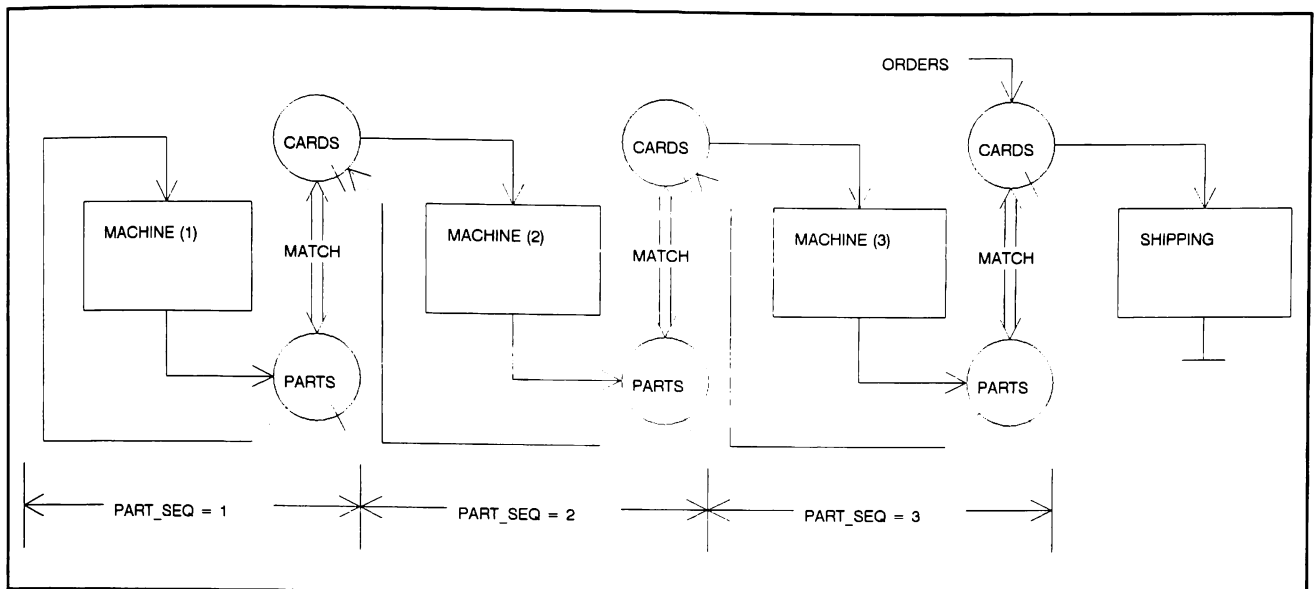 ORDERS
CARDS
CARDS
CARDS
MACHINE (1)
MACHINE (2)
MACHINE (3)
SHIPPING
MATCH
MATCH
MATCH
PARTS
PARTS
PARTS
PART_SEQ = 1
PART_SEQ = 2
PART_SEQ = 3